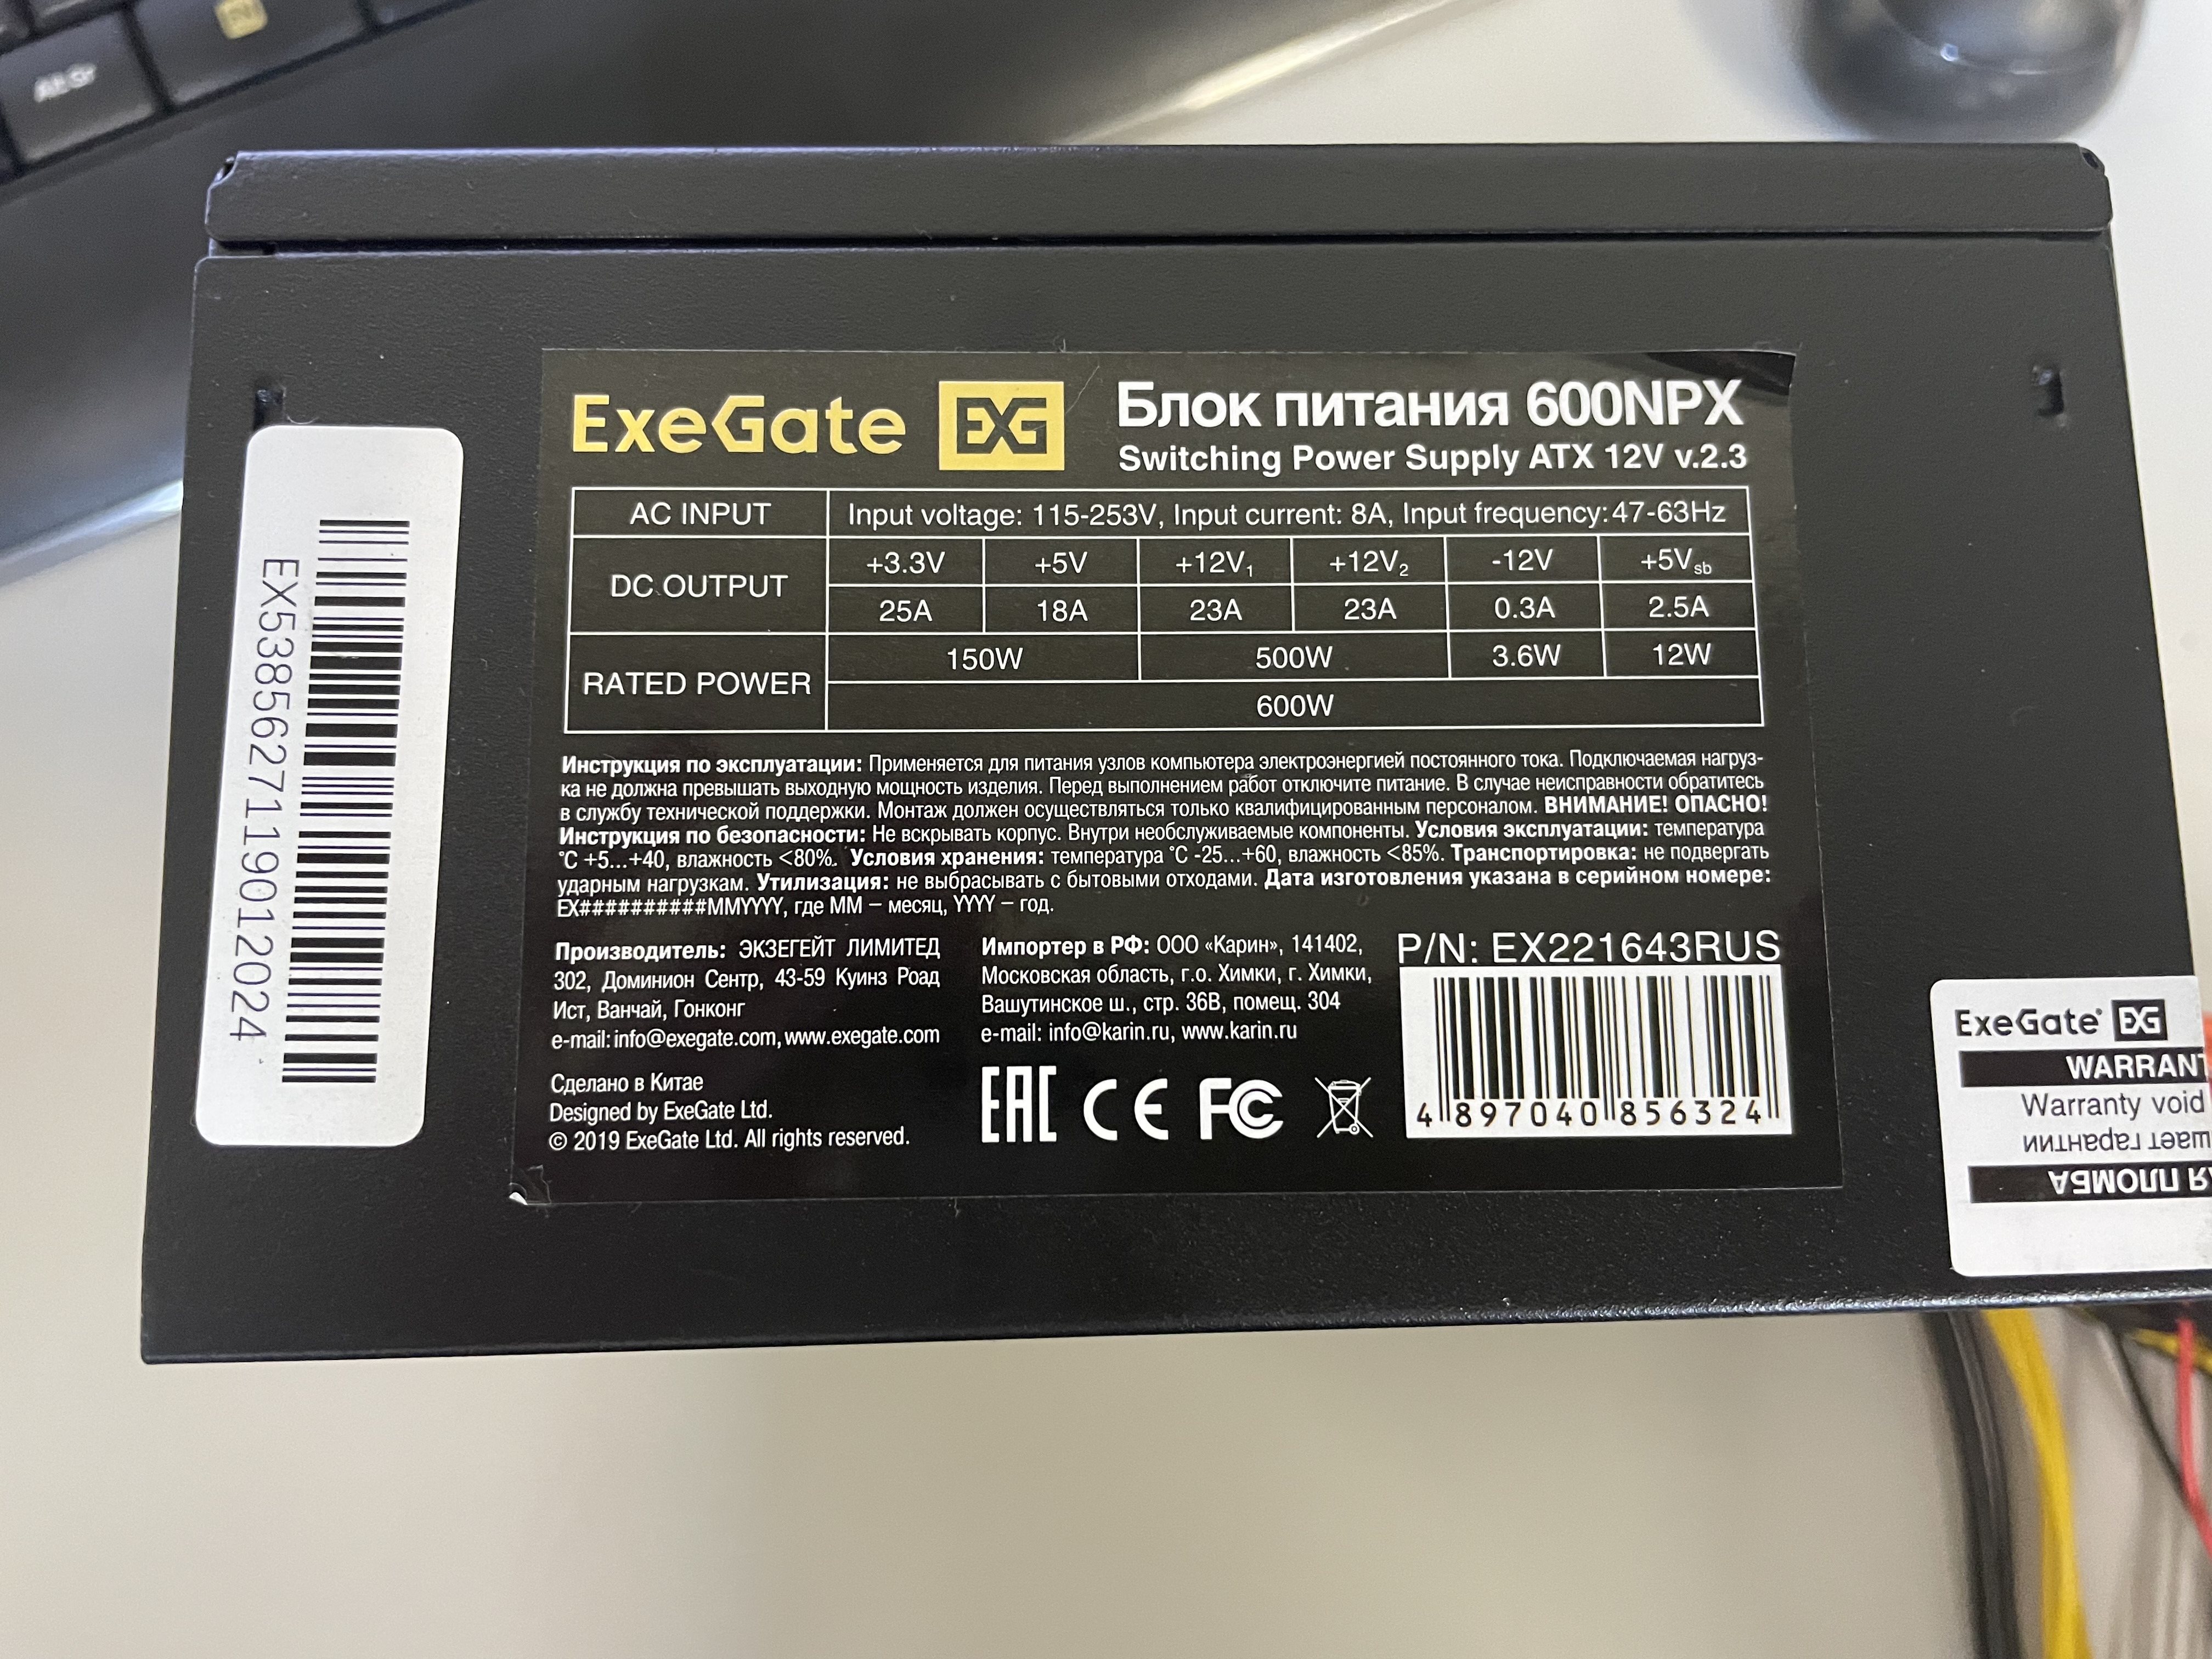 ExeGate EXG
Блок питания 600NPX
Switching Power Supply ATX 12V v.2.3
AC INPUT Input voltage: 115-253V, Input current: 8A, Input frequency: 47-63Hz
DC OUTPUT +3.3V +5V +12V₁ +12V₂ -12V +5Vsb
25A 18A 23A 23A 0.3A 2.5A
RATED POWER 150W 500W 3.6W 12W
600W
Инструкция по эксплуатации: Применяется для питания узлов компьютера электроэнергией постоянного тока. Подключаемая нагруз-
ка не должна превышать выходную мощность изделия. Перед выполнением работ отключите питание. В случае неисправности обратитесь
в службу технической поддержки. Монтаж должен осуществляться только квалифицированным персоналом. ВНИМАНИЕ! ОПАСНО!
Инструкция по безопасности: Не вскрывать корпус. Внутри необслуживаемые компоненты. Условия эксплуатации: температура
°C +5...+40, влажность <80%. Условия хранения: температура °C -25...+60, влажность <85%. Транспортировка: не подвергать
ударным нагрузкам. Утилизация: не выбрасывать с бытовыми отходами. Дата изготовления указана в серийном номере:
EX##########MMYYYY, где MM – месяц, YYYY – год.
Производитель: ЭКЗЕГЕЙТ ЛИМИТЕД
302, Доминион Сентр, 43-59 Куинз Роад
Ист, Ванчай, Гонконг
e-mail: info@exegate.com, www.exegate.com
Сделано в Китае
Designed by ExeGate Ltd.
© 2019 ExeGate Ltd. All rights reserved.
Импортер в РФ: ООО «Карин», 141402,
Московская область, г.о. Химки, г. Химки,
Вашутинское ш., стр. 36В, помещ. 304
e-mail: info@karin.ru, www.karin.ru
EAC CE FC
P/N: EX221643RUS
4 897040 856324
EX5385627119012024
ExeGate EXG
WARRANT
Warranty void
шает гарантии
Я ПЛОМБА
Alt Gr